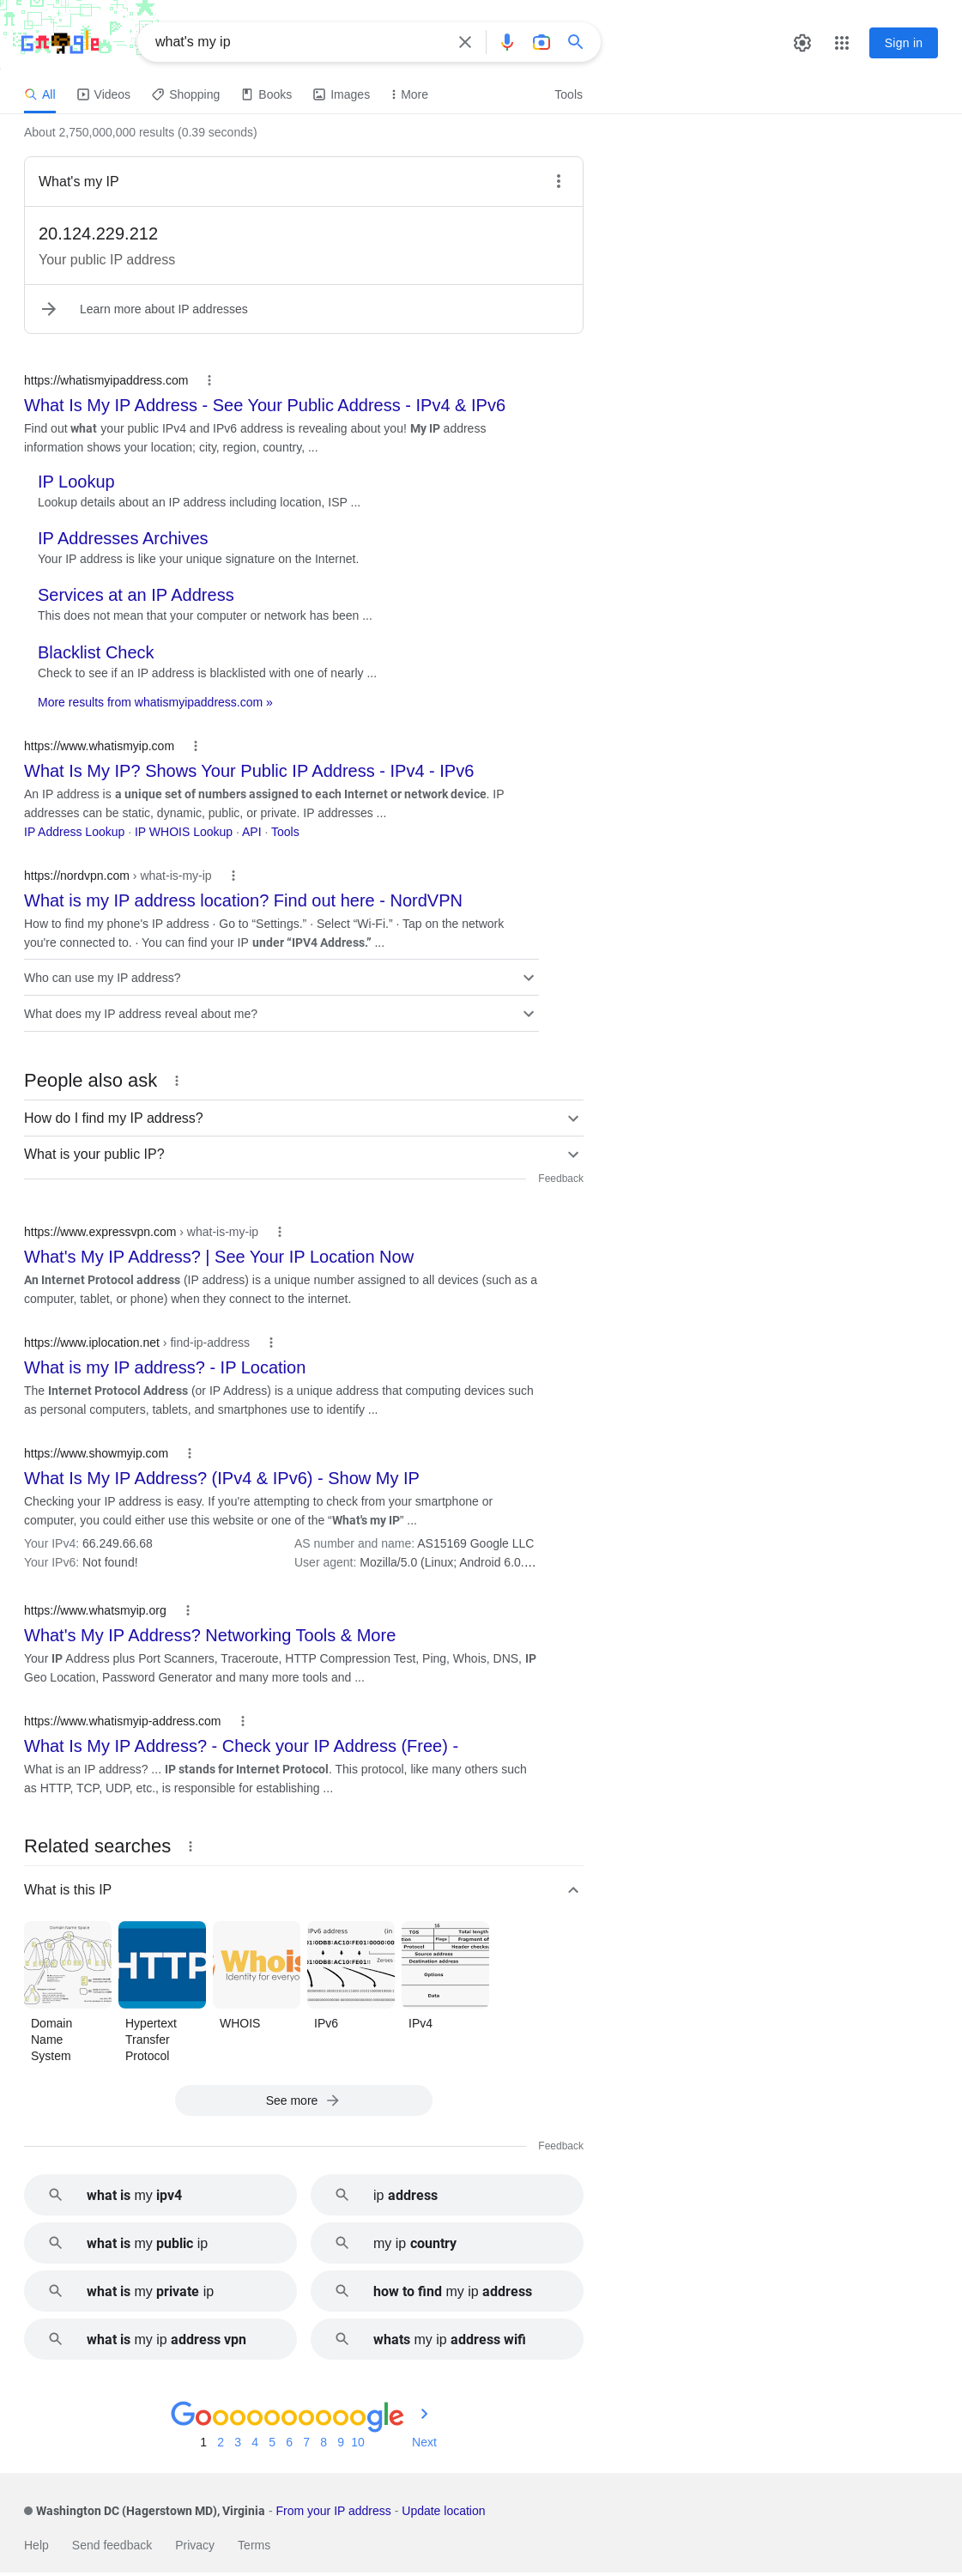 what's my ip
Sign in
All
Videos
Shopping
Books
Images
More
Tools
About 2,750,000,000 results (0.39 seconds)
What's my IP
20.124.229.212
Your public IP address
Learn more about IP addresses
https://whatismyipaddress.com
What Is My IP Address - See Your Public Address - IPv4 & IPv6
Find out what your public IPv4 and IPv6 address is revealing about you! My IP address
information shows your location; city, region, country, ...
IP Lookup
Lookup details about an IP address including location, ISP ...
IP Addresses Archives
Your IP address is like your unique signature on the Internet.
Services at an IP Address
This does not mean that your computer or network has been ...
Blacklist Check
Check to see if an IP address is blacklisted with one of nearly ...
More results from whatismyipaddress.com »
https://www.whatismyip.com
What Is My IP? Shows Your Public IP Address - IPv4 - IPv6
An IP address is a unique set of numbers assigned to each Internet or network device. IP
addresses can be static, dynamic, public, or private. IP addresses ...
IP Address Lookup · IP WHOIS Lookup · API · Tools
https://nordvpn.com › what-is-my-ip
What is my IP address location? Find out here - NordVPN
How to find my phone's IP address · Go to “Settings.” · Select “Wi-Fi.” · Tap on the network
you're connected to. · You can find your IP under “IPV4 Address.” ...
Who can use my IP address?
What does my IP address reveal about me?
People also ask
How do I find my IP address?
What is your public IP?
Feedback
https://www.expressvpn.com › what-is-my-ip
What's My IP Address? | See Your IP Location Now
An Internet Protocol address (IP address) is a unique number assigned to all devices (such as a
computer, tablet, or phone) when they connect to the internet.
https://www.iplocation.net › find-ip-address
What is my IP address? - IP Location
The Internet Protocol Address (or IP Address) is a unique address that computing devices such
as personal computers, tablets, and smartphones use to identify ...
https://www.showmyip.com
What Is My IP Address? (IPv4 & IPv6) - Show My IP
Checking your IP address is easy. If you're attempting to check from your smartphone or
computer, you could either use this website or one of the “What's my IP” ...
Your IPv4: 66.249.66.68
AS number and name: AS15169 Google LLC
Your IPv6: Not found!
User agent: Mozilla/5.0 (Linux; Android 6.0....
https://www.whatsmyip.org
What's My IP Address? Networking Tools & More
Your IP Address plus Port Scanners, Traceroute, HTTP Compression Test, Ping, Whois, DNS, IP
Geo Location, Password Generator and many more tools and ...
https://www.whatismyip-address.com
What Is My IP Address? - Check your IP Address (Free) -
What is an IP address? ... IP stands for Internet Protocol. This protocol, like many others such
as HTTP, TCP, UDP, etc., is responsible for establishing ...
Related searches
What is this IP
Domain Name Space
HTTP
Whois
Identity for everyo
IPv6 address (in
Zeroes
16
TOS Total length
Flags Fragment of
Protocol Header checks
Source address
Destination address
Options
Data
Domain
Name
System
Hypertext
Transfer
Protocol
WHOIS
IPv6
IPv4
See more
Feedback
what is my ipv4
ip address
what is my public ip
my ip country
what is my private ip
how to find my ip address
what is my ip address vpn
whats my ip address wifi
Goooooooooogle
1 2 3 4 5 6 7 8 9 10 Next
Washington DC (Hagerstown MD), Virginia - From your IP address - Update location
Help
Send feedback
Privacy
Terms